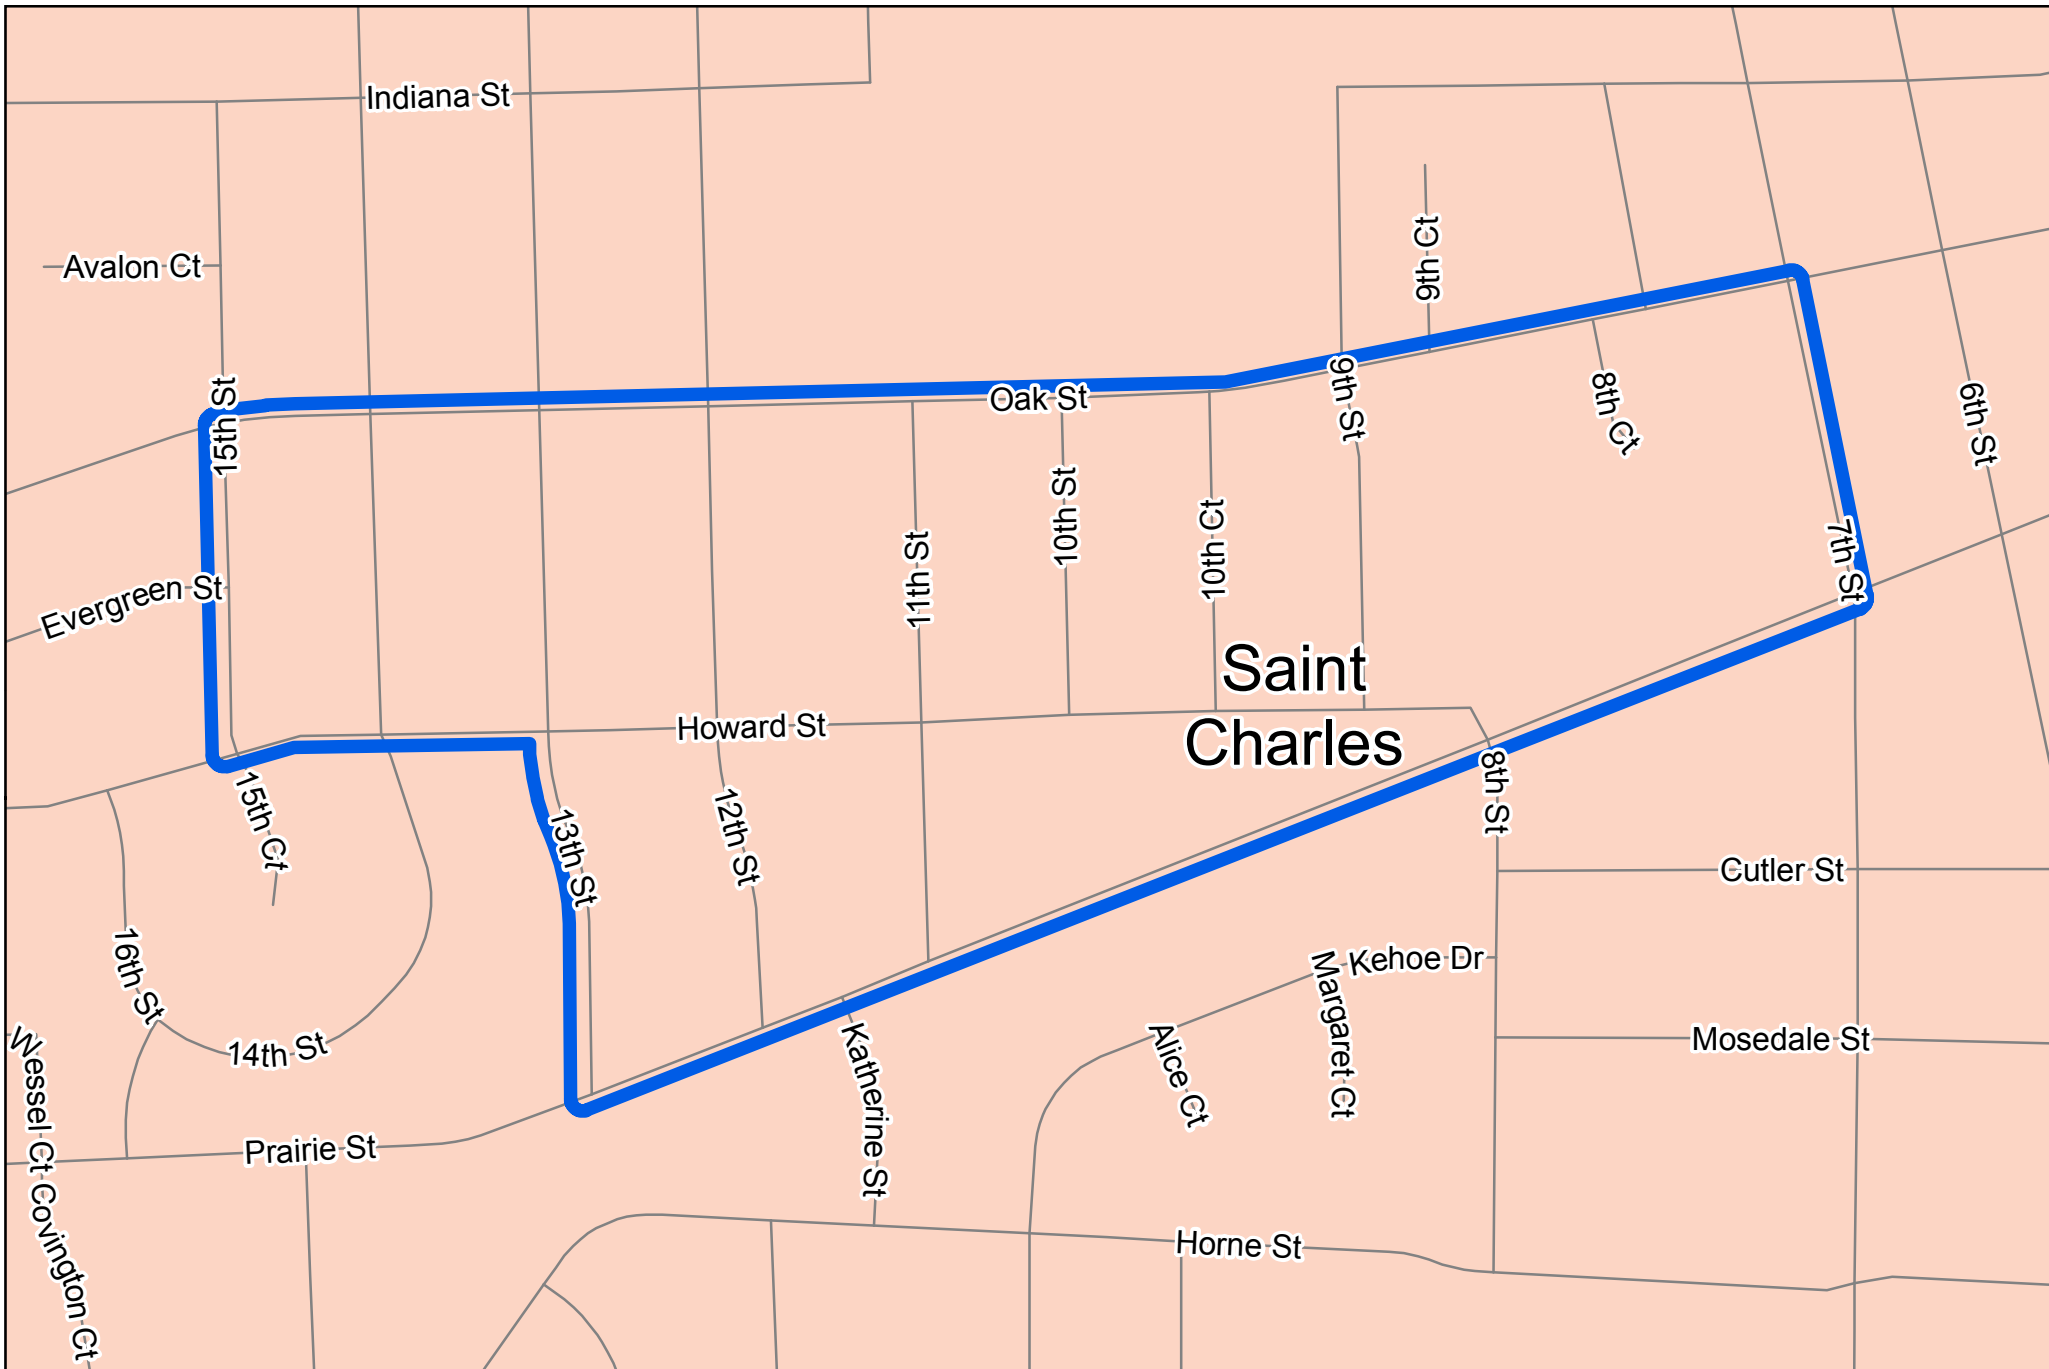 Indiana St
Avalon Ct
9th Ct
15th St
Oak St
9th St
8th Ct
6th St
10th St
10th Ct
11th St
7th St
Evergreen St
Saint
Charles
Howard St
15th Ct
13th St
12th St
8th St
Cutler St
16th St
Kehoe Dr
Margaret Ct
14th St
Wessel Ct
Katherine St
Alice Ct
Mosedale St
Prairie St
Covington Ct
Horne St